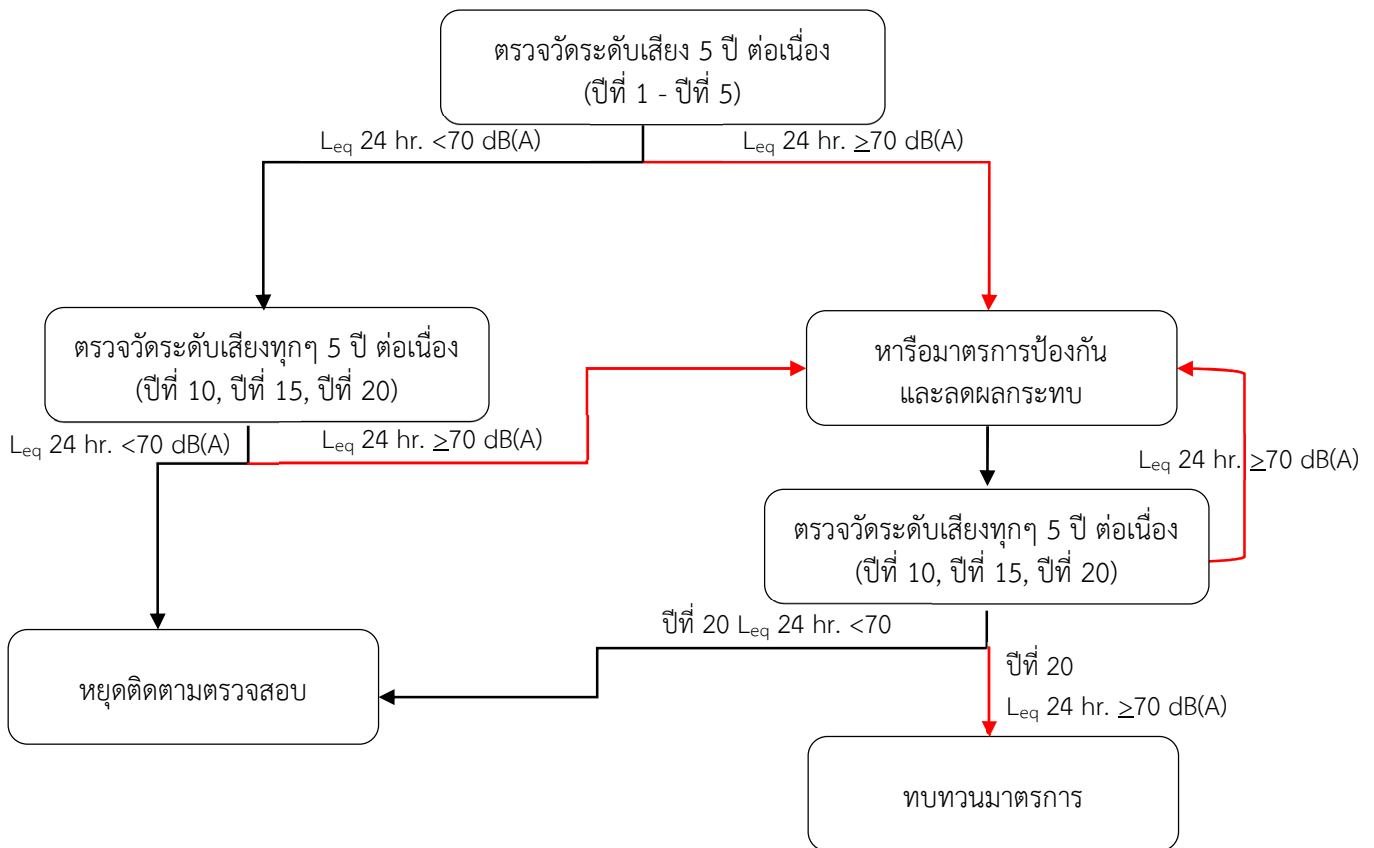 ตรวจวัดระดับเสียง 5 ปี ต่อเนื่อง
(ปีที่ 1 - ปีที่ 5)
Leq 24 hr. <70 dB(A)
Leq 24 hr. ≥70 dB(A)
ตรวจวัดระดับเสียงทุกๆ 5 ปี ต่อเนื่อง
(ปีที่ 10, ปีที่ 15, ปีที่ 20)
หารือมาตรการป้องกัน
และลดผลกระทบ
Leq 24 hr. <70 dB(A)
Leq 24 hr. ≥70 dB(A)
Leq 24 hr. ≥70 dB(A)
ตรวจวัดระดับเสียงทุกๆ 5 ปี ต่อเนื่อง
(ปีที่ 10, ปีที่ 15, ปีที่ 20)
ปีที่ 20 Leq 24 hr. <70
ปีที่ 20
Leq 24 hr. ≥70 dB(A)
หยุดติดตามตรวจสอบ
ทบทวนมาตรการ